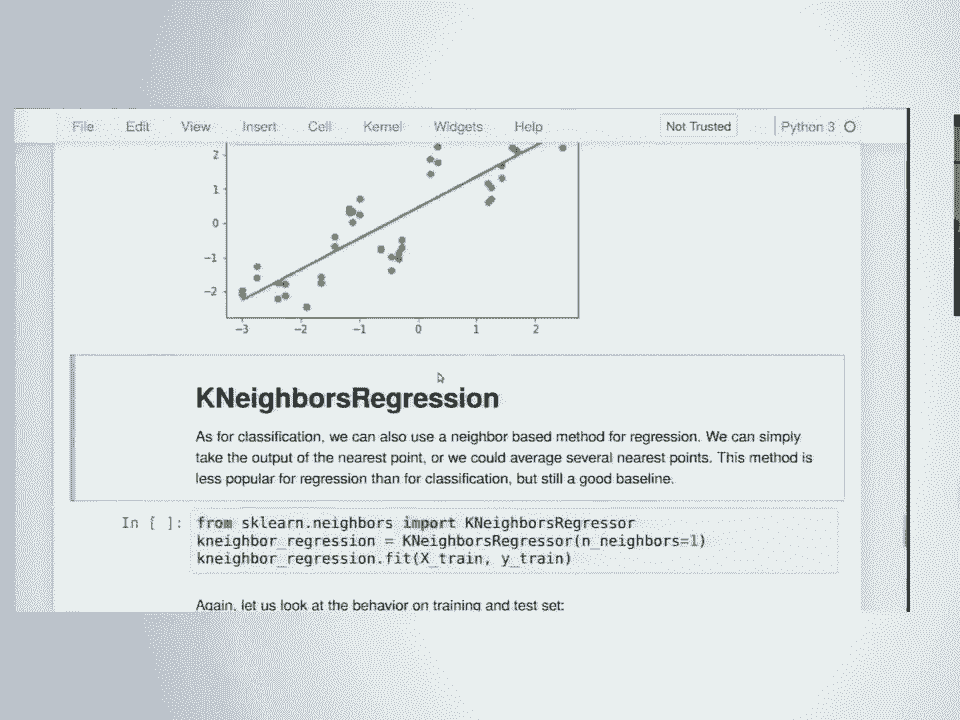 File Edit View Insert Cell Kernel Widgets Help Not Trusted Python 3
2
1
0
−1
−2
−3 −2 −1 0 1 2
KNeighborsRegression
As for classification, we can also use a neighbor based method for regression. We can simply
take the output of the nearest point, or we could average several nearest points. This method is
less popular for regression than for classification, but still a good baseline.
In [ ]: from sklearn.neighbors import KNeighborsRegressor
kneighbor_regression = KNeighborsRegressor(n_neighbors=1)
kneighbor_regression.fit(X_train, y_train)
Again, let us look at the behavior on training and test set: